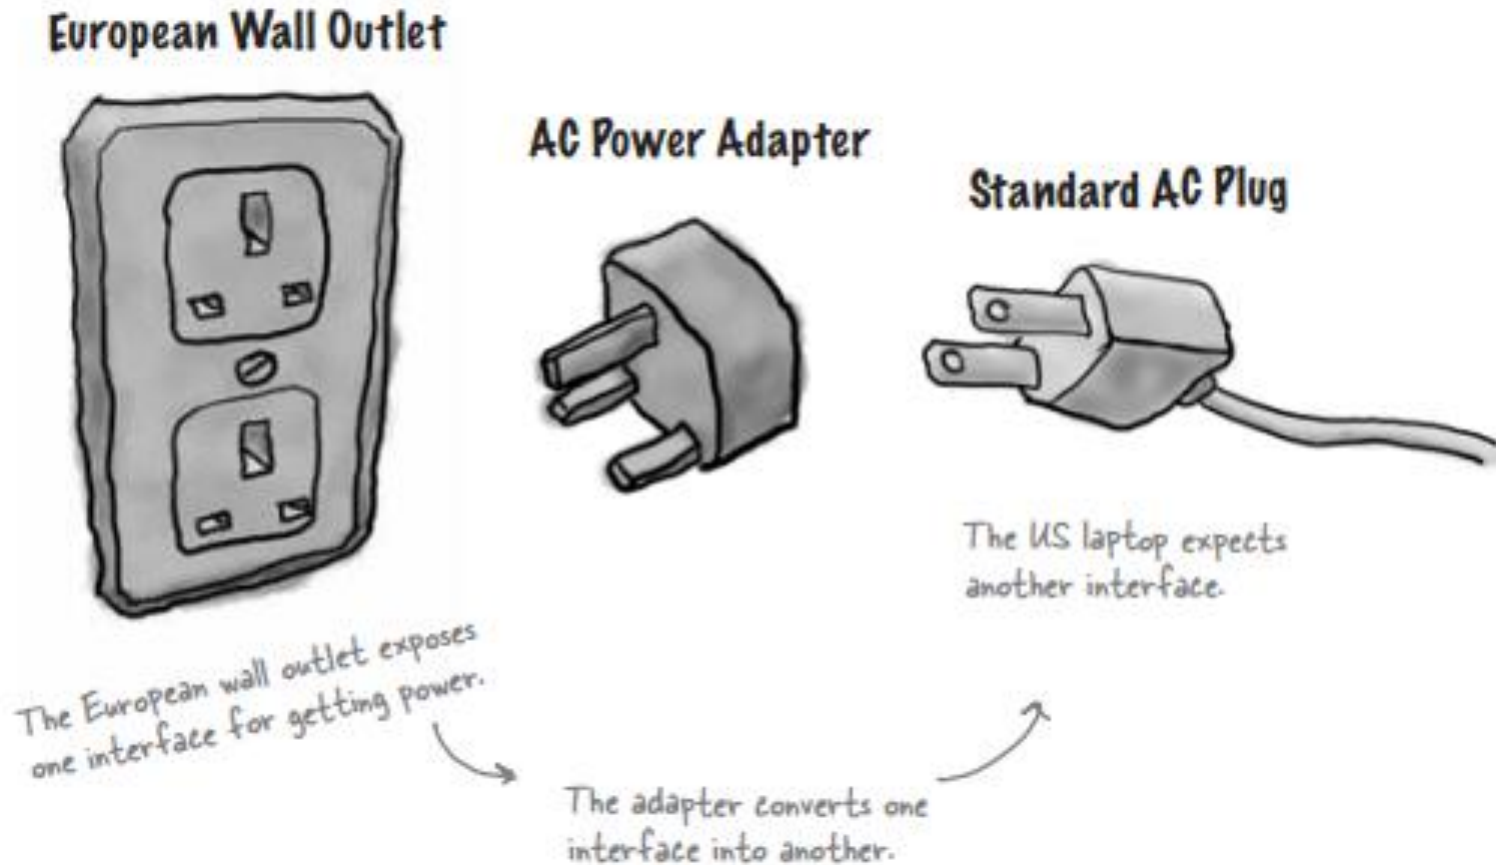 European Wall Outlet
AC Power Adapter
Standard AC Plug
The US laptop expects
another interface.
The European wall outlet exposes
one interface for getting power.
The adapter converts one
interface into another.